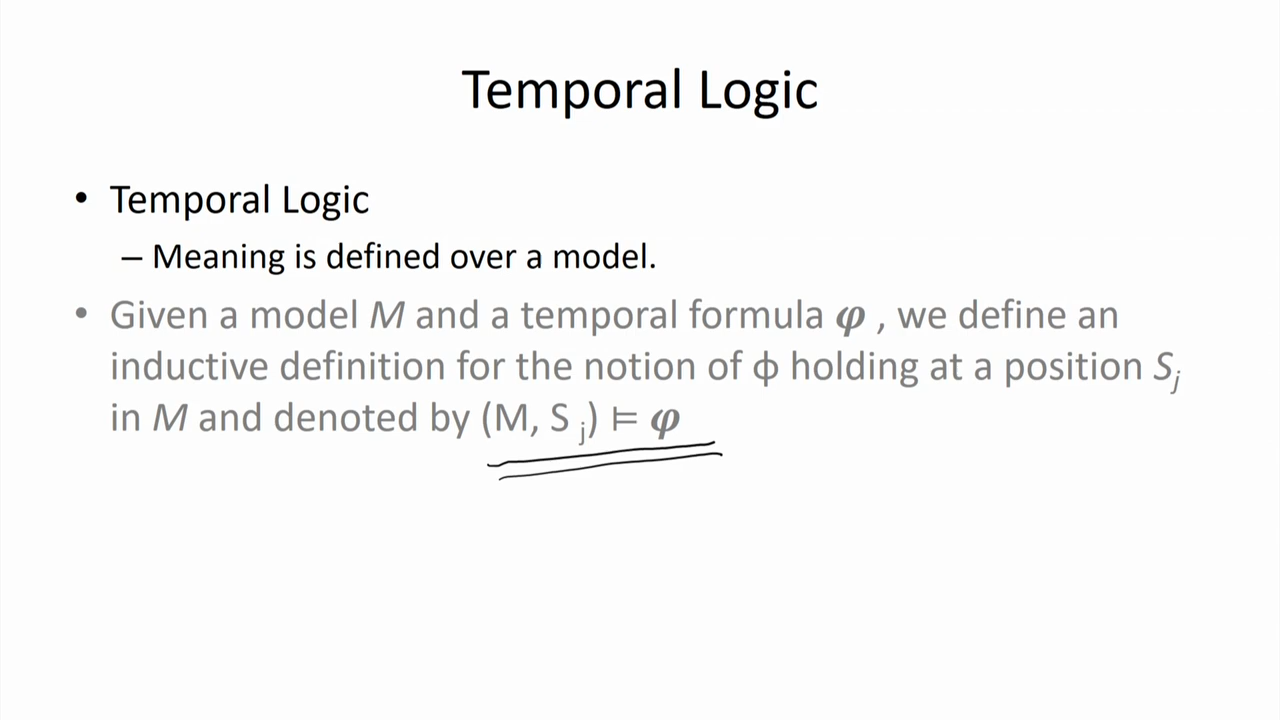 Temporal Logic
• Temporal Logic
– Meaning is defined over a model.
• Given a model M and a temporal formula φ , we define an
inductive definition for the notion of ϕ holding at a position Sj
in M and denoted by (M, S j) ⊨ φ